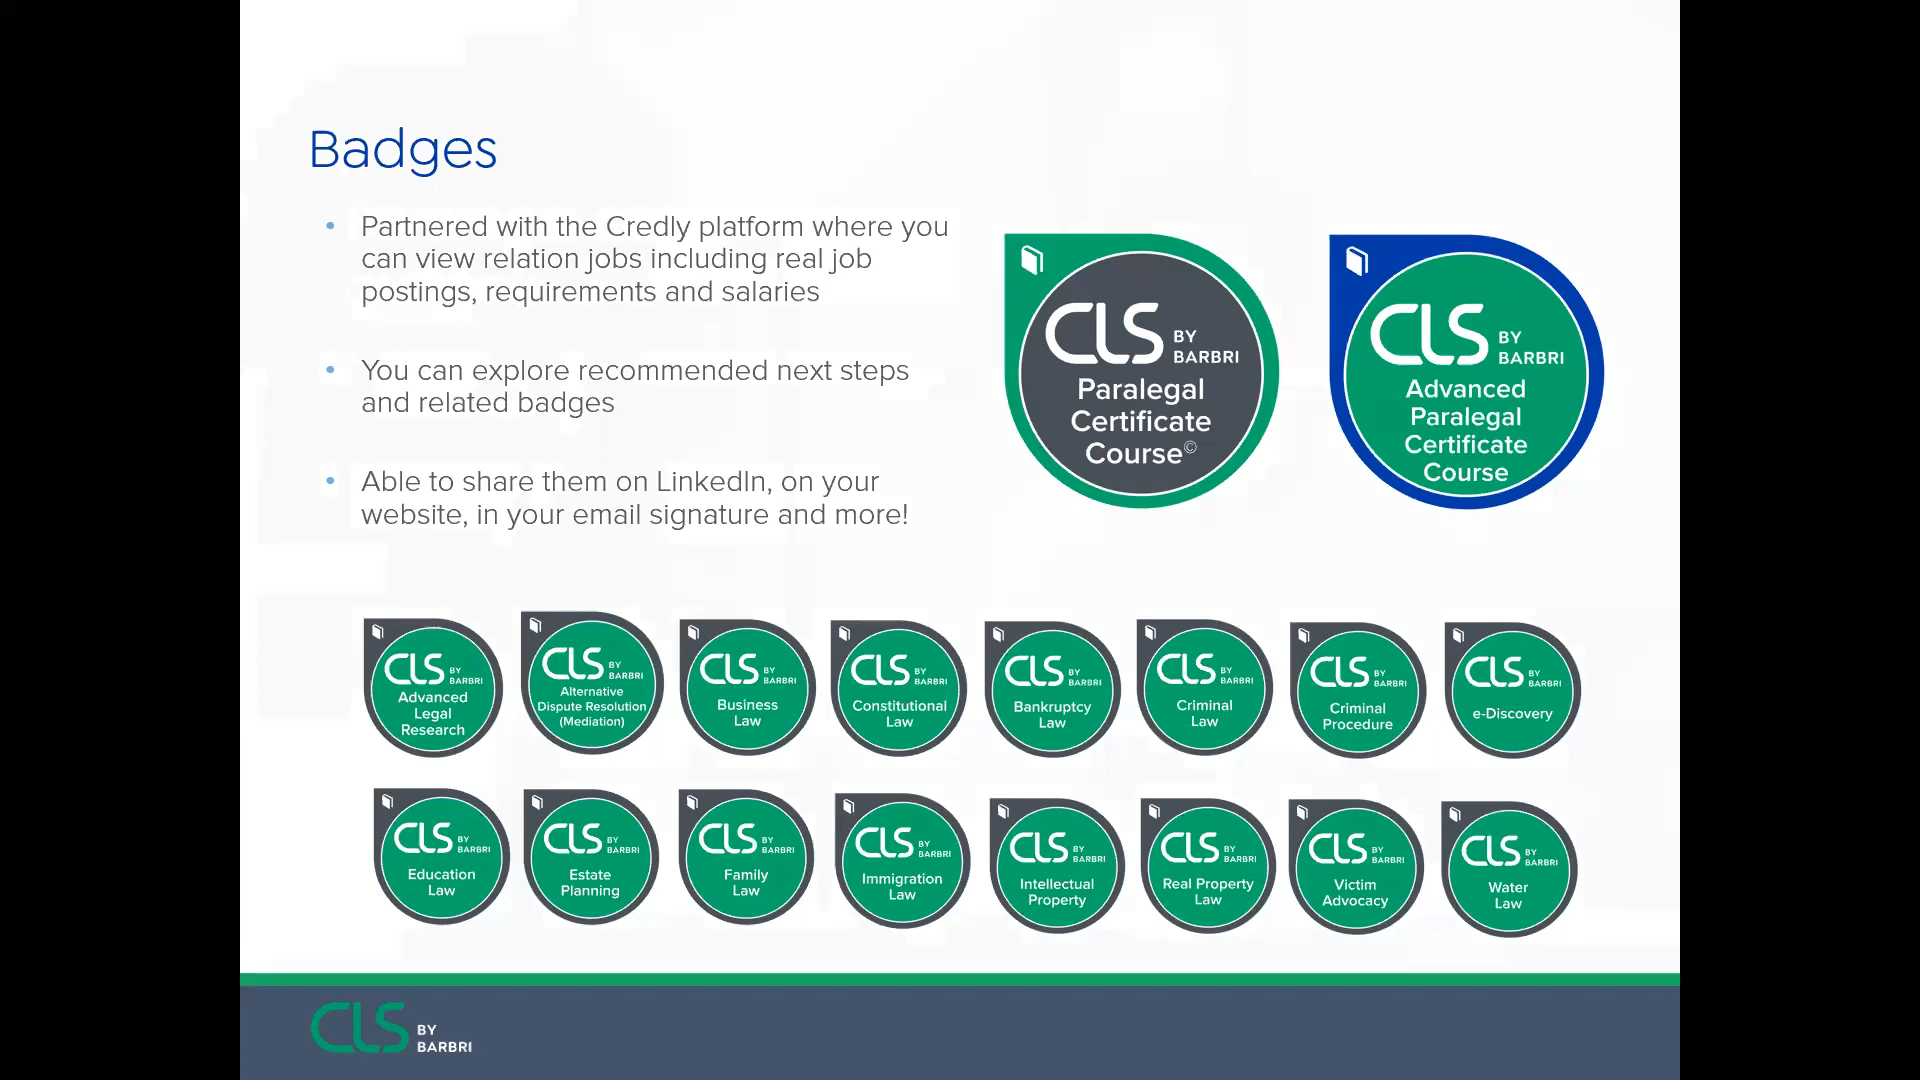 Badges
• Partnered with the Credly platform where you
can view relation jobs including real job
postings, requirements and salaries
• You can explore recommended next steps
and related badges
• Able to share them on LinkedIn, on your
website, in your email signature and more!
CLS BY BARBRI
Paralegal
Certificate
Course©
CLS BY BARBRI
Advanced
Paralegal
Certificate
Course
CLS BY BARBRI
Advanced
Legal
Research
CLS BY BARBRI
Alternative
Dispute Resolution
(Mediation)
CLS BY BARBRI
Business
Law
CLS BY BARBRI
Constitutional
Law
CLS BY BARBRI
Bankruptcy
Law
CLS BY BARBRI
Criminal
Law
CLS BY BARBRI
Criminal
Procedure
CLS BY BARBRI
e-Discovery
CLS BY BARBRI
Education
Law
CLS BY BARBRI
Estate
Planning
CLS BY BARBRI
Family
Law
CLS BY BARBRI
Immigration
Law
CLS BY BARBRI
Intellectual
Property
CLS BY BARBRI
Real Property
Law
CLS BY BARBRI
Victim
Advocacy
CLS BY BARBRI
Water
Law
CLS BY BARBRI